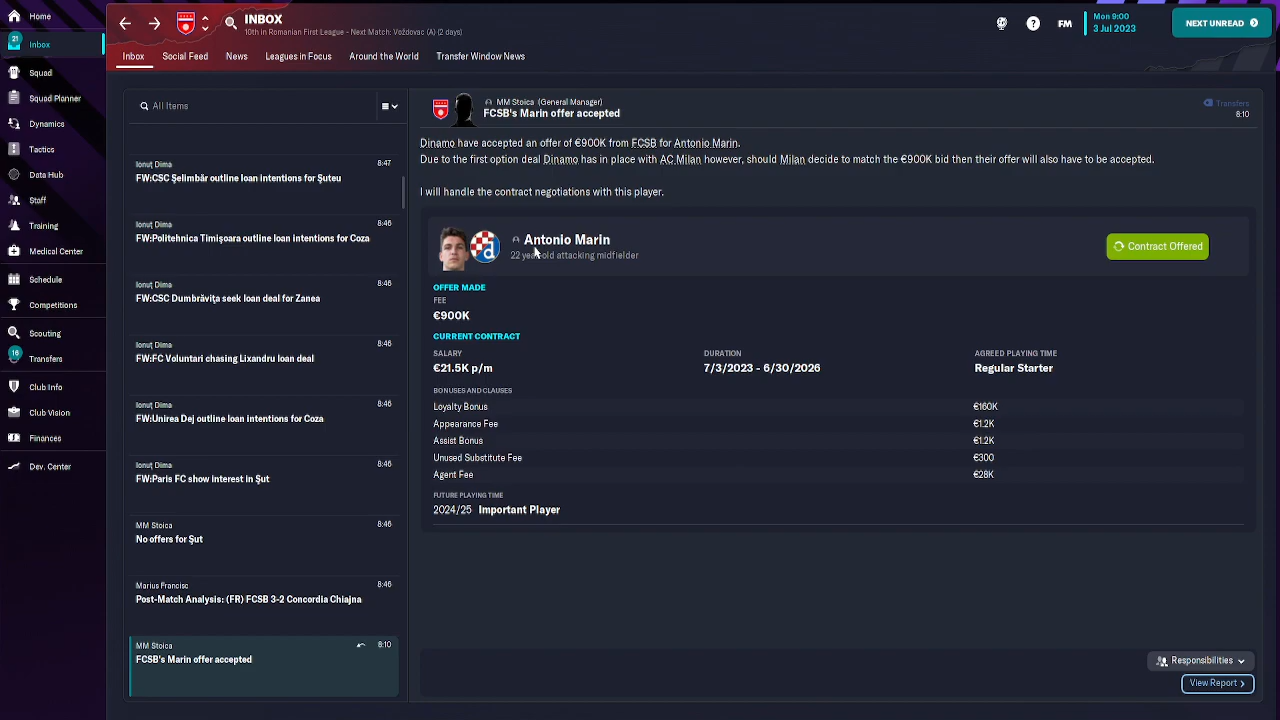 Home
21
Inbox
Squad
Squad Planner
Dynamics
Tactics
Data Hub
Staff
Training
Medical Center
Schedule
Competitions
Scouting
16
Transfers
Club Info
Club Vision
Finances
Dev. Center
INBOX
10th in Romanian First League - Next Match: Voždovac (A) (2 days)
?
FM
Mon 9:00
3 Jul 2023
NEXT UNREAD
Inbox
Social Feed
News
Leagues in Focus
Around the World
Transfer Window News
All Items
Ionuț Dima
8:47
FW:CSC Şelimbăr outline loan intentions for Şuteu
Ionuț Dima
8:46
FW:Politehnica Timişoara outline loan intentions for Coza
Ionuț Dima
8:46
FW:CSC Dumbrăviţa seek loan deal for Zanea
Ionuț Dima
8:46
FW:FC Voluntari chasing Lixandru loan deal
Ionuț Dima
8:46
FW:Unirea Dej outline loan intentions for Coza
Ionuț Dima
8:46
FW:Paris FC show interest in Şut
MM Stoica
8:46
No offers for Şut
Marius Francisc
8:46
Post-Match Analysis: (FR) FCSB 3-2 Concordia Chiajna
MM Stoica
8:10
FCSB's Marin offer accepted
MM Stoica (General Manager)
FCSB's Marin offer accepted
Transfers
8:10
Dinamo have accepted an offer of €900K from FCSB for Antonio Marin.
Due to the first option deal Dinamo has in place with AC Milan however, should Milan decide to match the €900K bid then their offer will also have to be accepted.
I will handle the contract negotiations with this player.
Antonio Marin
22 year-old attacking midfielder
Contract Offered
OFFER MADE
FEE
€900K
CURRENT CONTRACT
SALARY
€21.5K p/m
DURATION
7/3/2023 - 6/30/2026
AGREED PLAYING TIME
Regular Starter
BONUSES AND CLAUSES
Loyalty Bonus
€160K
Appearance Fee
€1.2K
Assist Bonus
€1.2K
Unused Substitute Fee
€300
Agent Fee
€28K
FUTURE PLAYING TIME
2024/25 Important Player
Responsibilities
View Report